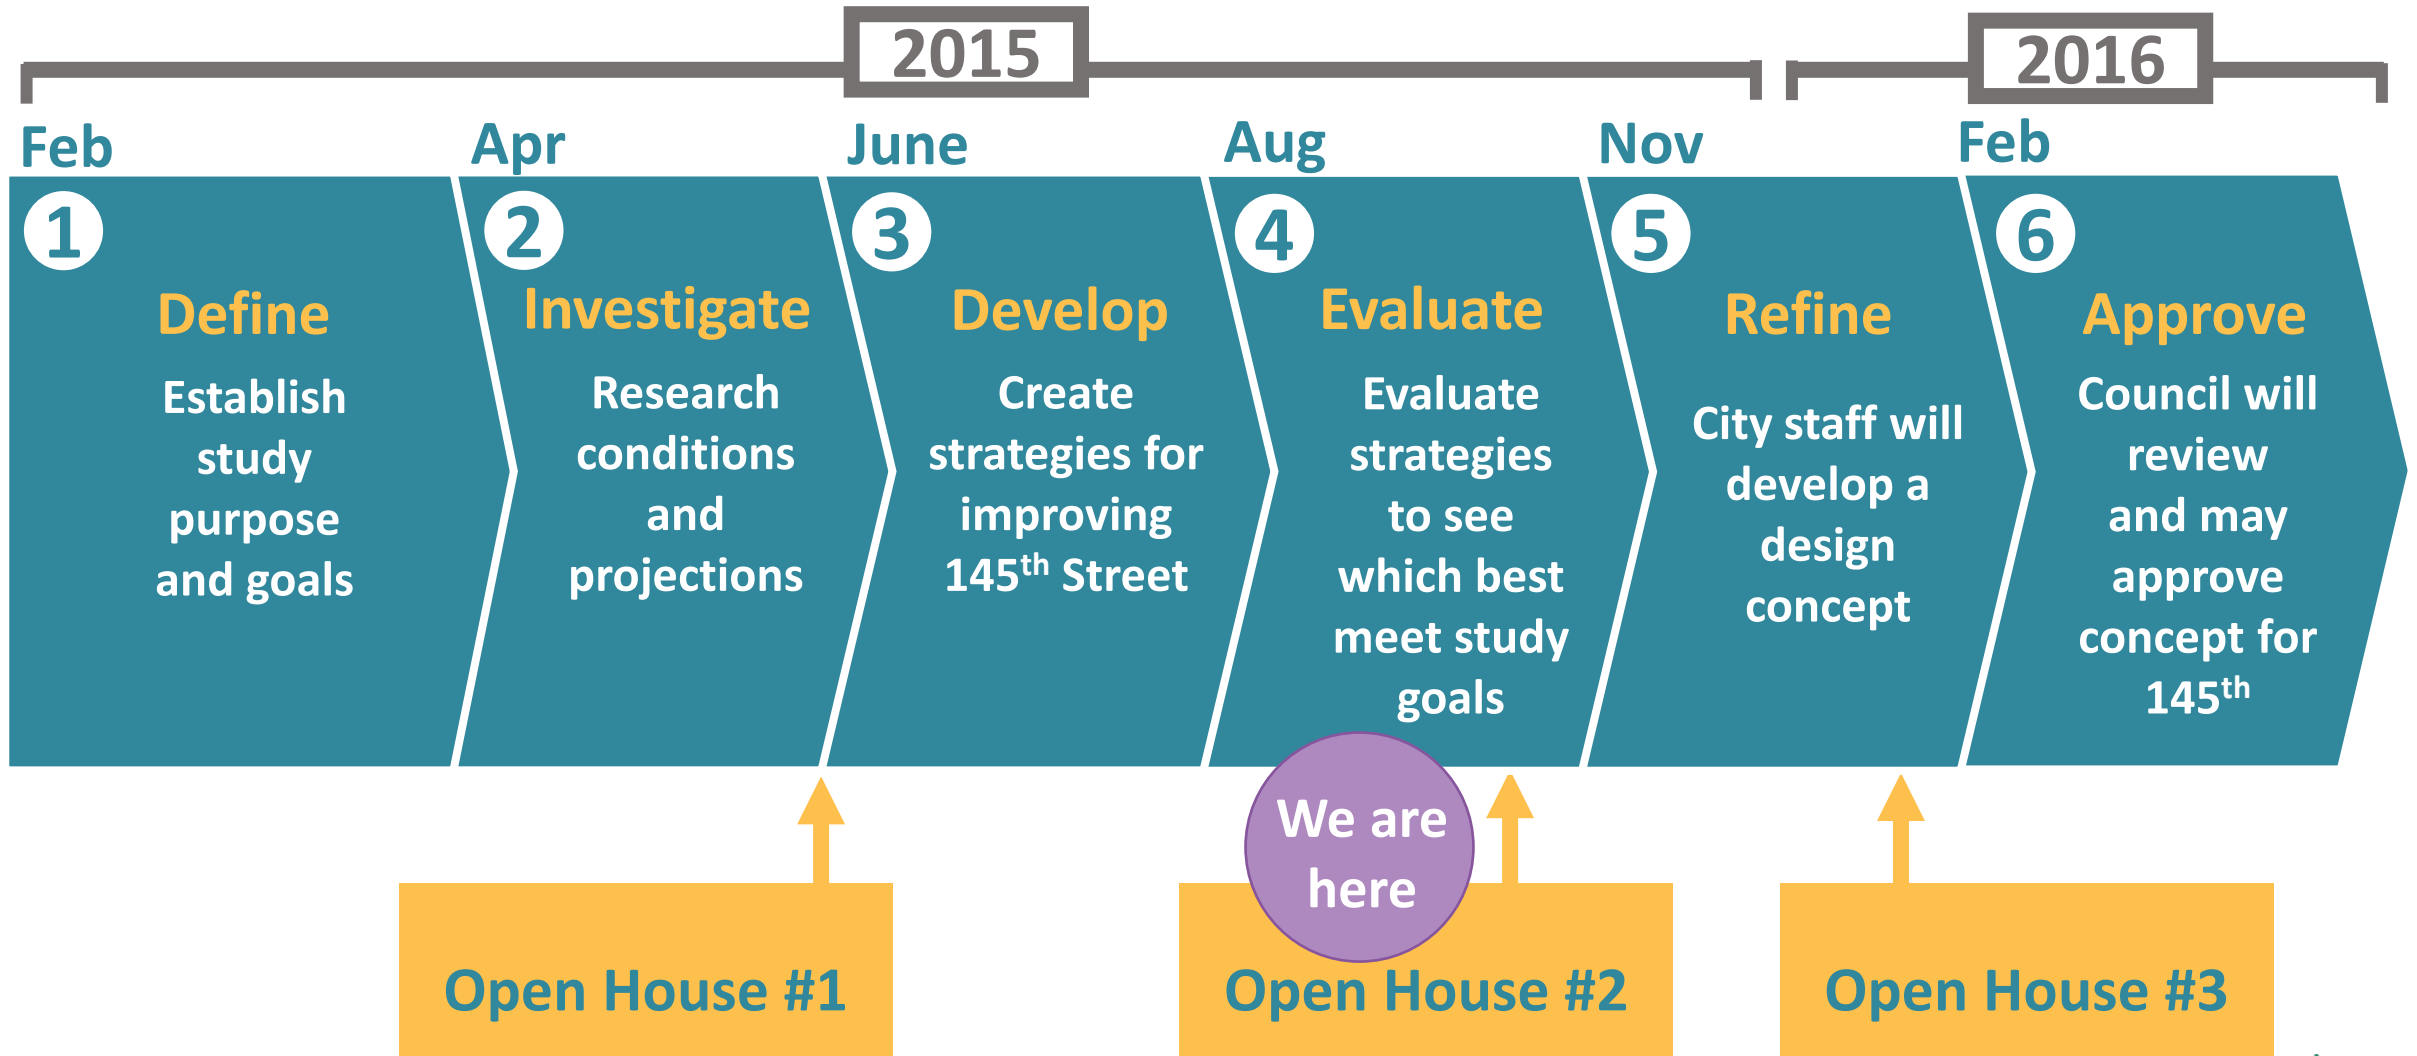 2015
2016
Feb
Apr
June
Aug
Nov
Feb
1
Define
Establish
study
purpose
and goals
2
Investigate
Research
conditions
and
projections
3
Develop
Create
strategies for
improving
145th Street
4
Evaluate
Evaluate
strategies
to see
which best
meet study
goals
5
Refine
City staff will
develop a
design
concept
6
Approve
Council will
review
and may
approve
concept for
145th
We are
here
Open House #1
Open House #2
Open House #3